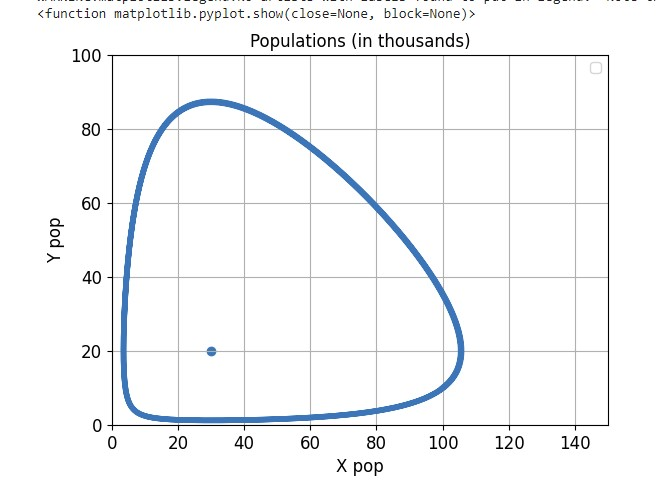 <function matplotlib.pyplot.show(close=None, block=None)>
Populations (in thousands)
100
80
60
40
20
0
Y pop
0 20 40 60 80 100 120 140
X pop